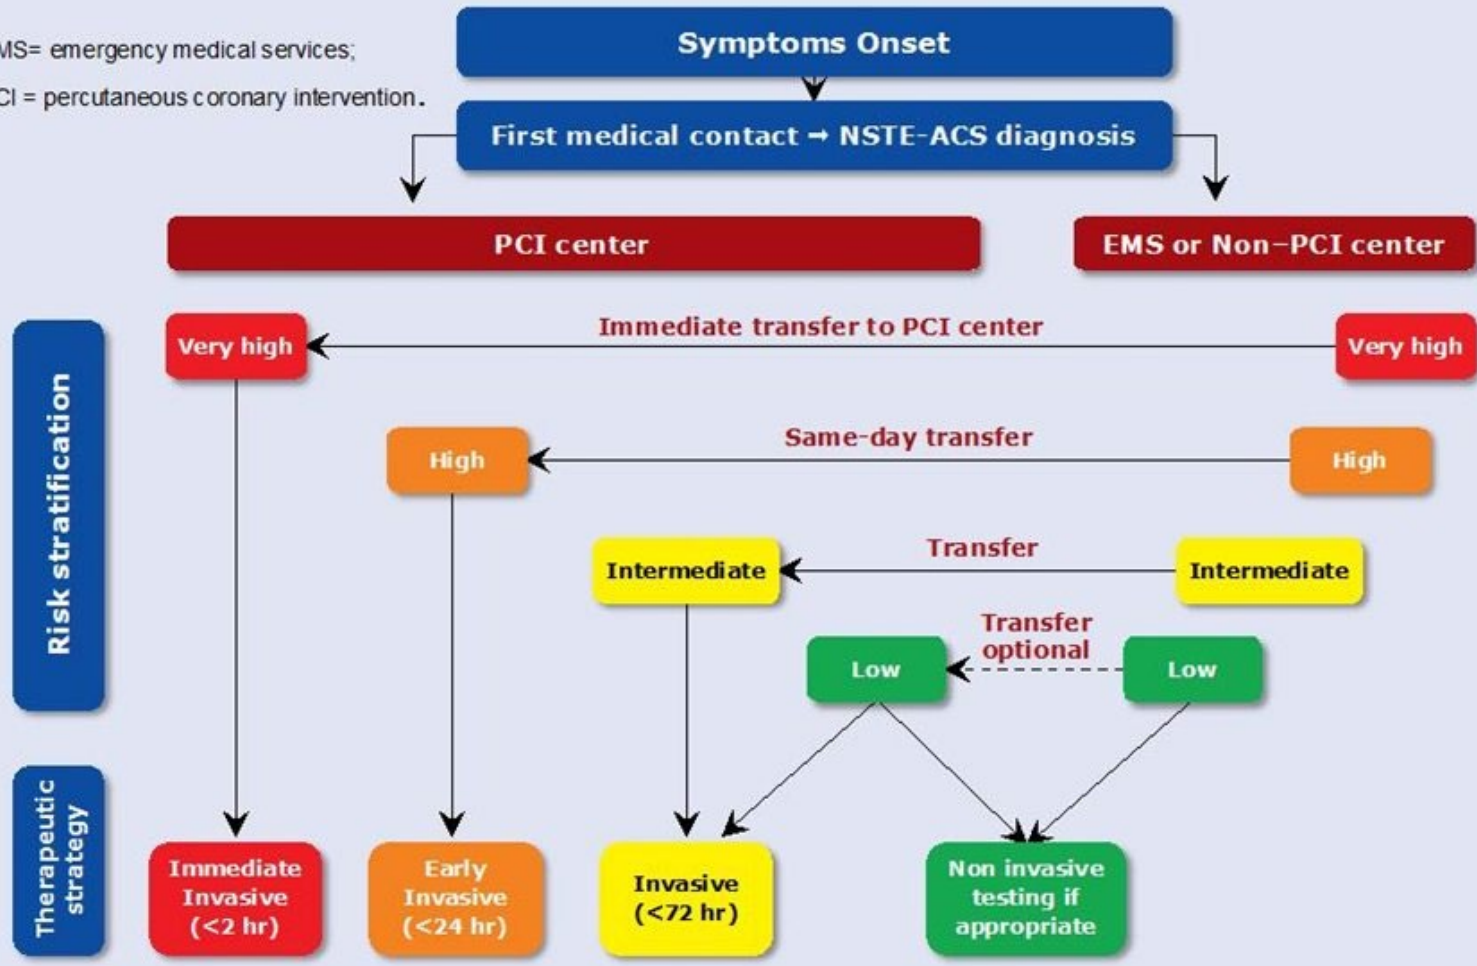 MS= emergency medical services;
CI = percutaneous coronary intervention.
Symptoms Onset
First medical contact → NSTE-ACS diagnosis
PCI center
EMS or Non-PCI center
Risk stratification
Very high
Immediate transfer to PCI center
Very high
High
Same-day transfer
High
Intermediate
Transfer
Intermediate
Low
Transfer
optional
Low
Therapeutic
strategy
Immediate
Invasive
(<2 hr)
Early
Invasive
(<24 hr)
Invasive
(<72 hr)
Non invasive
testing if
appropriate